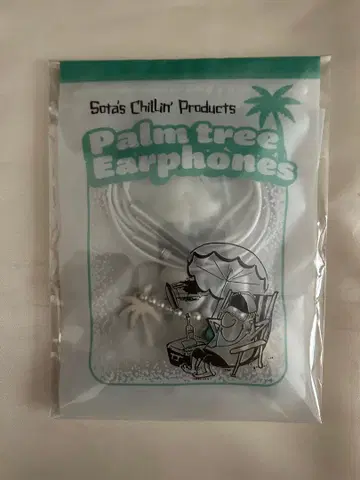 Sota's Chillin' Products
Palm tree
Earphones